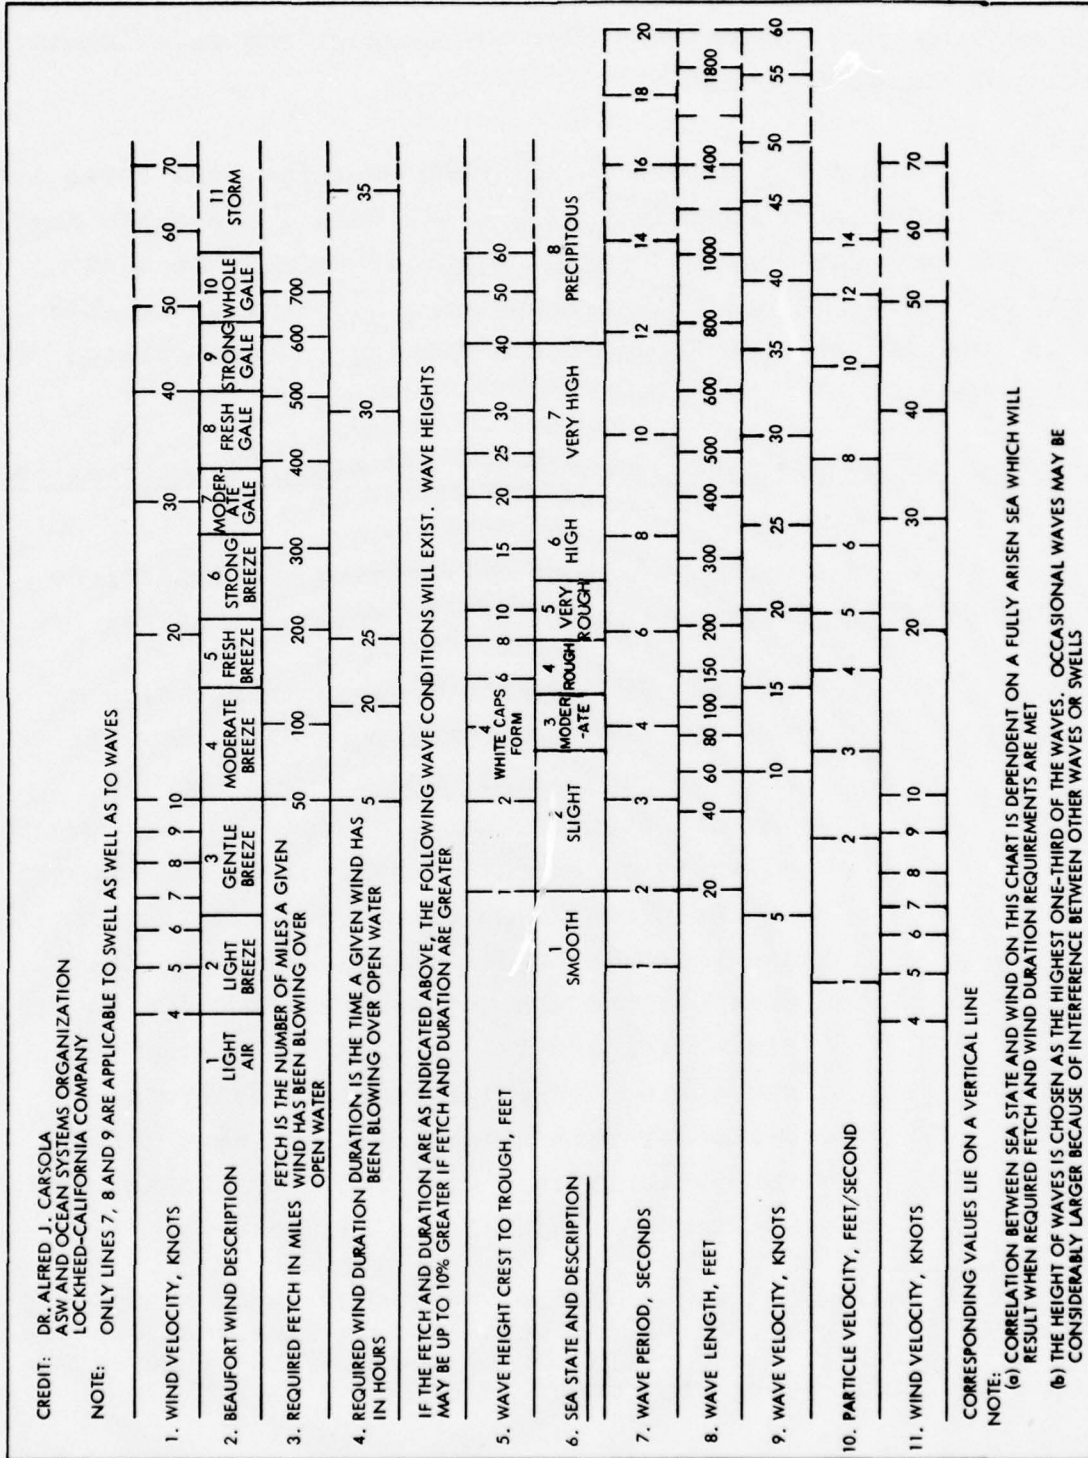 CREDIT: DR. ALFRED J. CARSOLA
ASW AND OCEAN SYSTEMS ORGANIZATION
LOCKHEED-CALIFORNIA COMPANY
NOTE: ONLY LINES 7, 8 AND 9 ARE APPLICABLE TO SWELL AS WELL AS TO WAVES
1. WIND VELOCITY, KNOTS 4 5 6 7 8 9 10 20 30 40 50 60 70
2. BEAUFORT WIND DESCRIPTION
1 LIGHT AIR
2 LIGHT BREEZE
3 GENTLE BREEZE
4 MODERATE BREEZE
5 FRESH BREEZE
6 STRONG BREEZE
7 MODER-ATE GALE
8 FRESH GALE
9 STRONG GALE
10 WHOLE GALE
11 STORM
3. REQUIRED FETCH IN MILES
FETCH IS THE NUMBER OF MILES A GIVEN
WIND HAS BEEN BLOWING OVER
OPEN WATER
50 100 200 300 400 500 600 700
4. REQUIRED WIND DURATION
IN HOURS
DURATION IS THE TIME A GIVEN WIND HAS
BEEN BLOWING OVER OPEN WATER
5 20 25 30 35
IF THE FETCH AND DURATION ARE AS INDICATED ABOVE, THE FOLLOWING WAVE CONDITIONS WILL EXIST. WAVE HEIGHTS
MAY BE UP TO 10% GREATER IF FETCH AND DURATION ARE GREATER
5. WAVE HEIGHT CREST TO TROUGH, FEET 1 2 4 6 8 10 15 20 25 30 40 50 60
WHITE CAPS
FORM
6. SEA STATE AND DESCRIPTION
1 SMOOTH
2 SLIGHT
3 MODER-ATE
4 ROUGH
5 VERY ROUGH
6 HIGH
7 VERY HIGH
8 PRECIPITOUS
7. WAVE PERIOD, SECONDS 1 2 3 4 6 8 10 12 14 16 18 20
8. WAVE LENGTH, FEET 20 40 60 80 100 150 200 300 400 500 600 800 1000 1400 1800
9. WAVE VELOCITY, KNOTS 5 10 15 20 25 30 35 40 45 50 55 60
10. PARTICLE VELOCITY, FEET/SECOND 1 2 3 4 5 6 8 10 12 14
11. WIND VELOCITY, KNOTS 4 5 6 7 8 9 10 20 30 40 50 60 70
CORRESPONDING VALUES LIE ON A VERTICAL LINE
NOTE:
(a) CORRELATION BETWEEN SEA STATE AND WIND ON THIS CHART IS DEPENDENT ON A FULLY ARISEN SEA WHICH WILL
RESULT WHEN REQUIRED FETCH AND WIND DURATION REQUIREMENTS ARE MET
(b) THE HEIGHT OF WAVES IS CHOSEN AS THE HIGHEST ONE-THIRD OF THE WAVES. OCCASIONAL WAVES MAY BE
CONSIDERABLY LARGER BECAUSE OF INTERFERENCE BETWEEN OTHER WAVES OR SWELLS